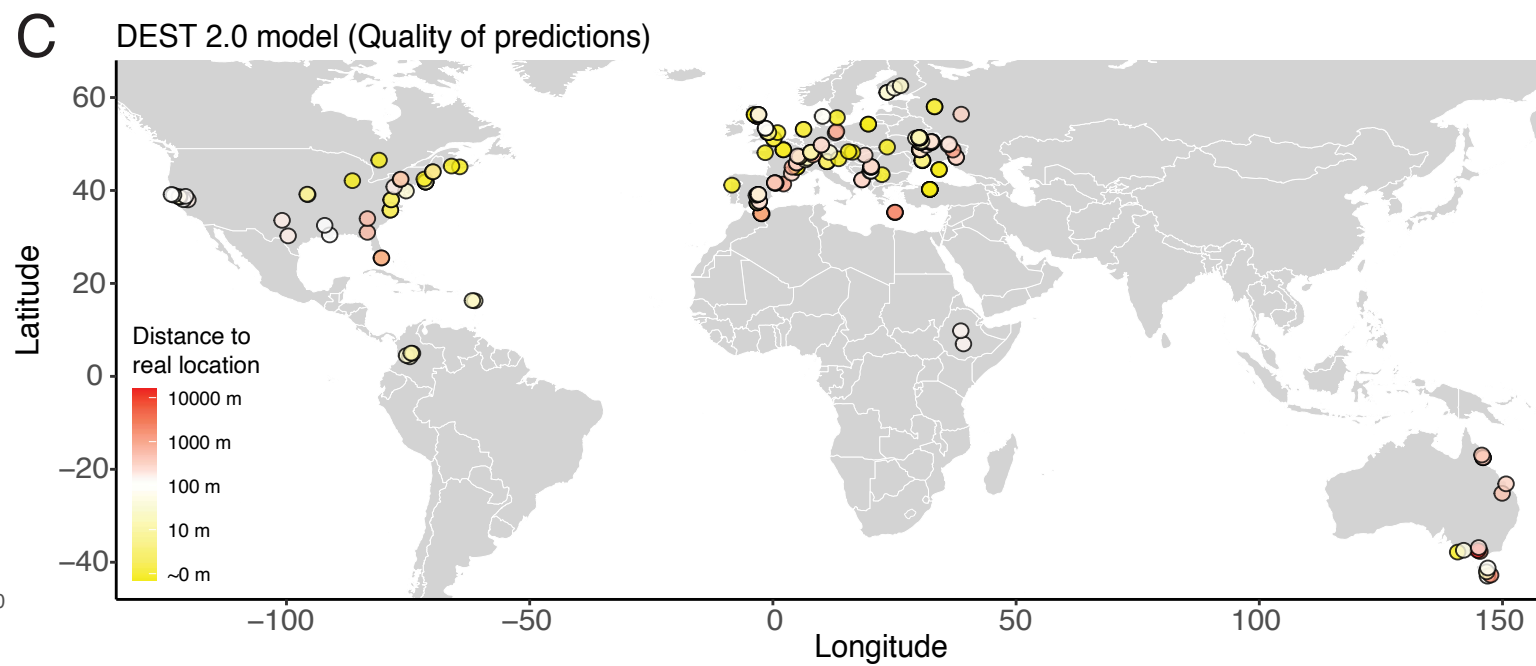 C
DEST 2.0 model (Quality of predictions)
Latitude
60
40
20
0
−20
−40
Distance to
real location
10000 m
1000 m
100 m
10 m
~0 m
0
−100
−50
0
50
100
150
Longitude